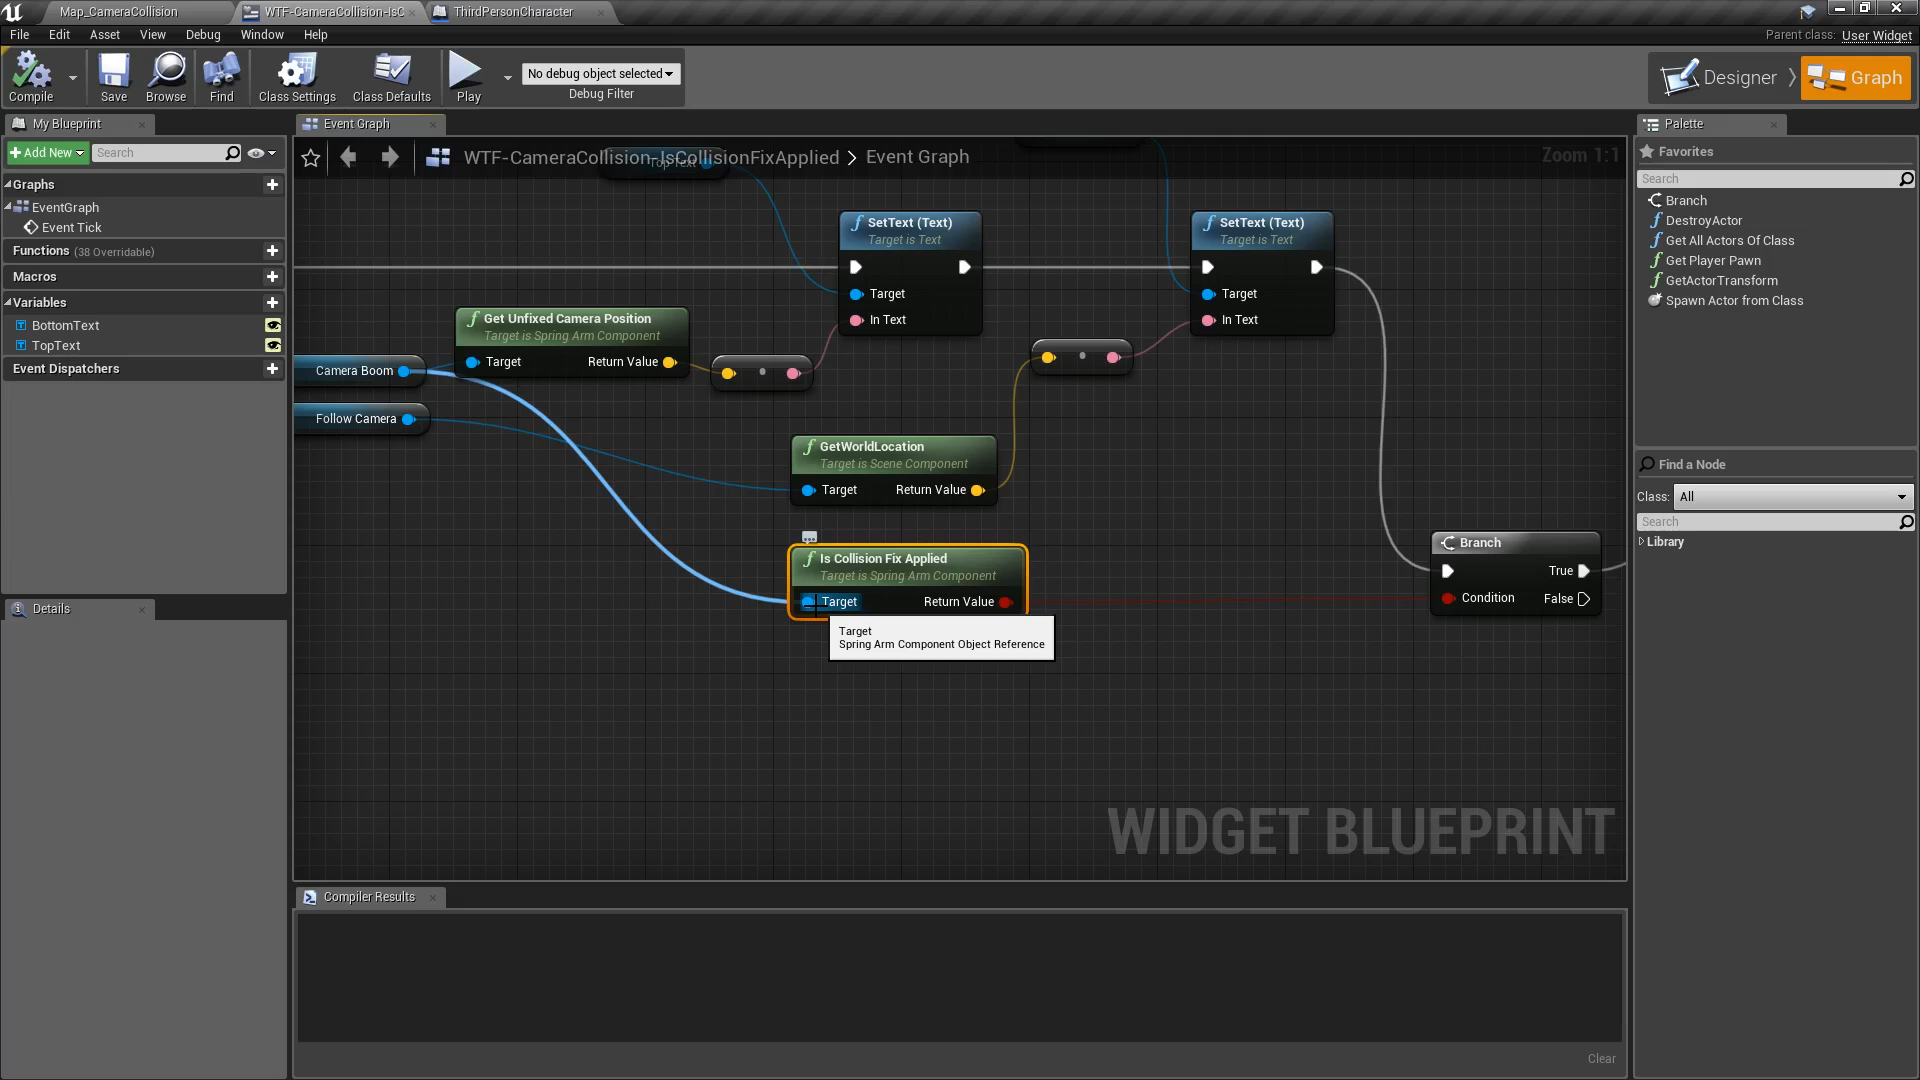 Map_CameraCollision
WTF-CameraCollision-IsC
ThirdPersonCharacter
File Edit Asset View Debug Window Help
Parent class: User Widget
Compile
Save
Browse
Find
Class Settings
Class Defaults
Play
No debug object selected
Debug Filter
Designer
Graph
My Blueprint
Add New
Search
Graphs
EventGraph
Event Tick
Functions (38 Overridable)
Macros
Variables
BottomText
TopText
Event Dispatchers
Details
Event Graph
WTF-CameraCollision-IsCollisionFixApplied > Event Graph
Zoom 1:1
Top Text
SetText (Text)
Target is Text
Target
In Text
SetText (Text)
Target is Text
Target
In Text
Get Unfixed Camera Position
Target is Spring Arm Component
Target Return Value
Camera Boom
Follow Camera
GetWorldLocation
Target is Scene Component
Target Return Value
Is Collision Fix Applied
Target is Spring Arm Component
Target Return Value
Target
Spring Arm Component Object Reference
Branch
True
Condition False
WIDGET BLUEPRINT
Compiler Results
Clear
Palette
Favorites
Search
Branch
DestroyActor
Get All Actors Of Class
Get Player Pawn
GetActorTransform
Spawn Actor from Class
Find a Node
Class: All
Search
Library